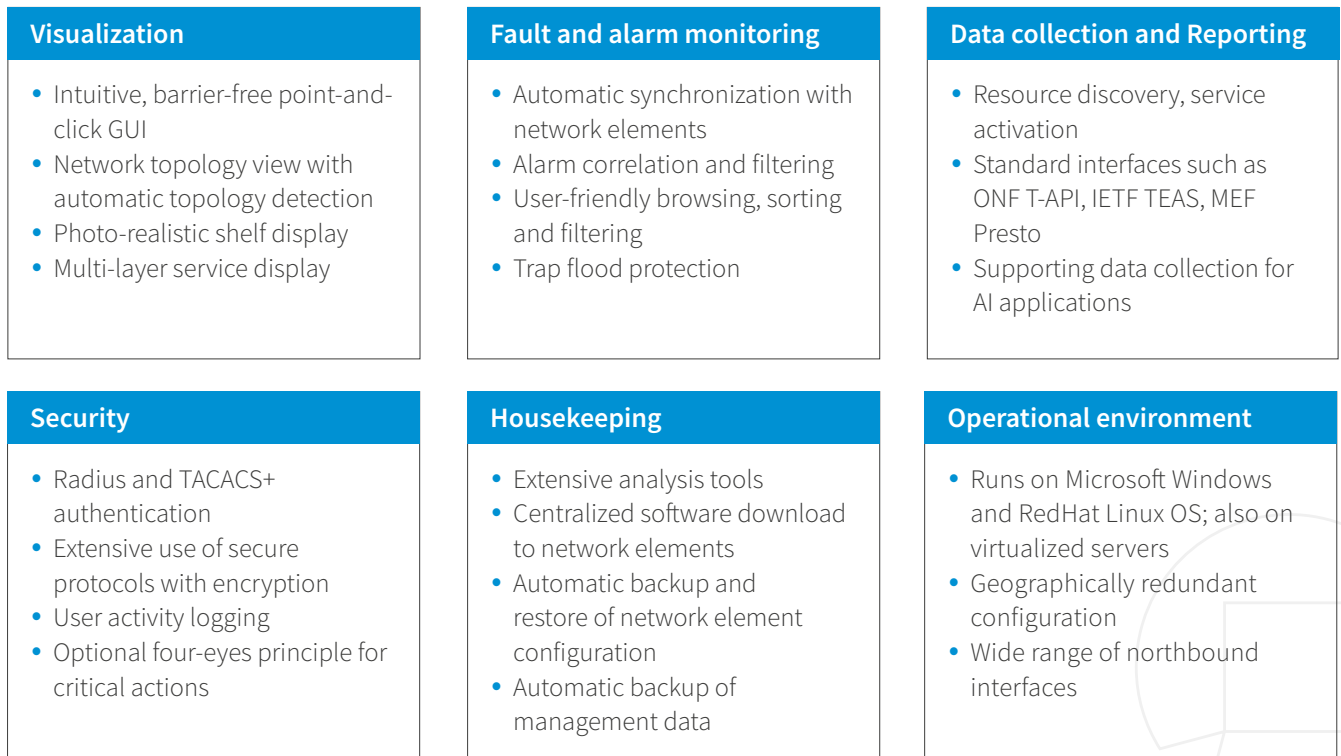 Visualization
• Intuitive, barrier-free point-and-
click GUI
• Network topology view with
automatic topology detection
• Photo-realistic shelf display
• Multi-layer service display
Fault and alarm monitoring
• Automatic synchronization with
network elements
• Alarm correlation and filtering
• User-friendly browsing, sorting
and filtering
• Trap flood protection
Data collection and Reporting
• Resource discovery, service
activation
• Standard interfaces such as
ONF T-API, IETF TEAS, MEF
Presto
• Supporting data collection for
AI applications
Security
• Radius and TACACS+
authentication
• Extensive use of secure
protocols with encryption
• User activity logging
• Optional four-eyes principle for
critical actions
Housekeeping
• Extensive analysis tools
• Centralized software download
to network elements
• Automatic backup and
restore of network element
configuration
• Automatic backup of
management data
Operational environment
• Runs on Microsoft Windows
and RedHat Linux OS; also on
virtualized servers
• Geographically redundant
configuration
• Wide range of northbound
interfaces